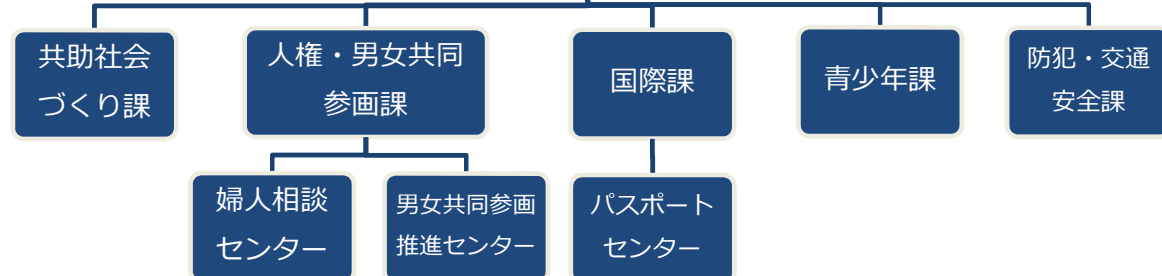 共助社会
づくり課
人権・男女共同
参画課
国際課
青少年課
防犯・交通
安全課
婦人相談
センター
男女共同参画
推進センター
パスポート
センター